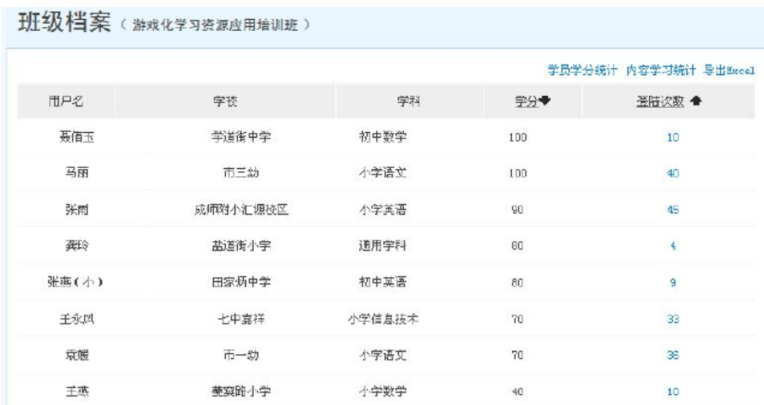 班级档案 （ 游戏化学习资源应用培训班 ）
学员学分统计 内容学习统计 导出Excel
用户名 学校 学科 学分 登陆次数
聂倩玉 学道街中学 初中数学 100 10
马丽 市三幼 小学语文 100 40
张雨 成师附小汇源校区 小学英语 90 45
龚玲 盐道街小学 通用学科 80 4
张燕(小) 田家炳中学 初中英语 80 9
王永凤 七中嘉祥 小学信息技术 70 33
袁媛 市一幼 小学语文 70 36
王燕 菱窠路小学 小学数学 40 10